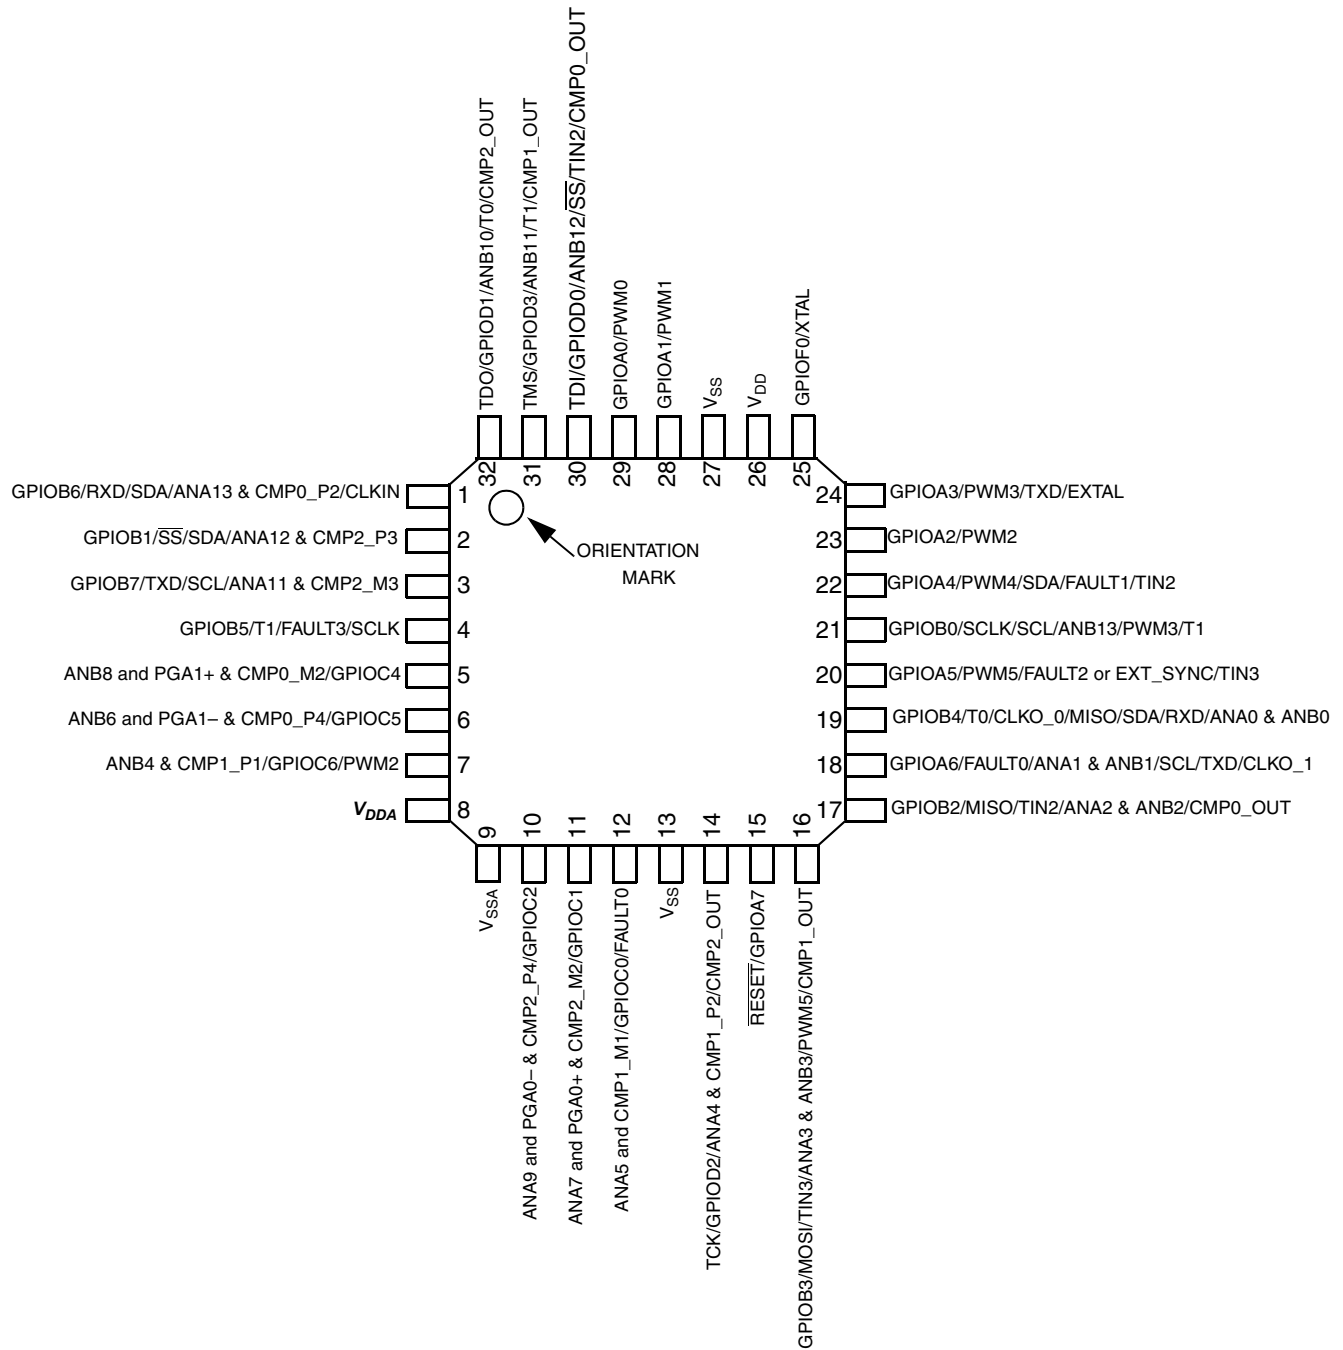 TDO/GPIOD1/ANB10/T0/CMP2_OUT
TMS/GPIOD3/ANB11/T1/CMP1_OUT
TDI/GPIOD0/ANB12/S̅S̅/TIN2/CMP0_OUT
GPIOA0/PWM0
GPIOA1/PWM1
VSS
VDD
GPIOF0/XTAL
32
31
30
29
28
27
26
25
GPIOB6/RXD/SDA/ANA13 & CMP0_P2/CLKIN
1
GPIOB1/S̅S̅/SDA/ANA12 & CMP2_P3
2
GPIOB7/TXD/SCL/ANA11 & CMP2_M3
3
GPIOB5/T1/FAULT3/SCLK
4
ANB8 and PGA1+ & CMP0_M2/GPIOC4
5
ANB6 and PGA1– & CMP0_P4/GPIOC5
6
ANB4 & CMP1_P1/GPIOC6/PWM2
7
VDDA
8
ORIENTATION
MARK
24
GPIOA3/PWM3/TXD/EXTAL
23
GPIOA2/PWM2
22
GPIOA4/PWM4/SDA/FAULT1/TIN2
21
GPIOB0/SCLK/SCL/ANB13/PWM3/T1
20
GPIOA5/PWM5/FAULT2 or EXT_SYNC/TIN3
19
GPIOB4/T0/CLKO_0/MISO/SDA/RXD/ANA0 & ANB0
18
GPIOA6/FAULT0/ANA1 & ANB1/SCL/TXD/CLKO_1
17
GPIOB2/MISO/TIN2/ANA2 & ANB2/CMP0_OUT
9
10
11
12
13
14
15
16
VSSA
ANA9 and PGA0– & CMP2_P4/GPIOC2
ANA7 and PGA0+ & CMP2_M2/GPIOC1
ANA5 and CMP1_M1/GPIOC0/FAULT0
VSS
TCK/GPIOD2/ANA4 & CMP1_P2/CMP2_OUT
R̅E̅S̅E̅T̅/GPIOA7
GPIOB3/MOSI/TIN3/ANA3 & ANB3/PWM5/CMP1_OUT